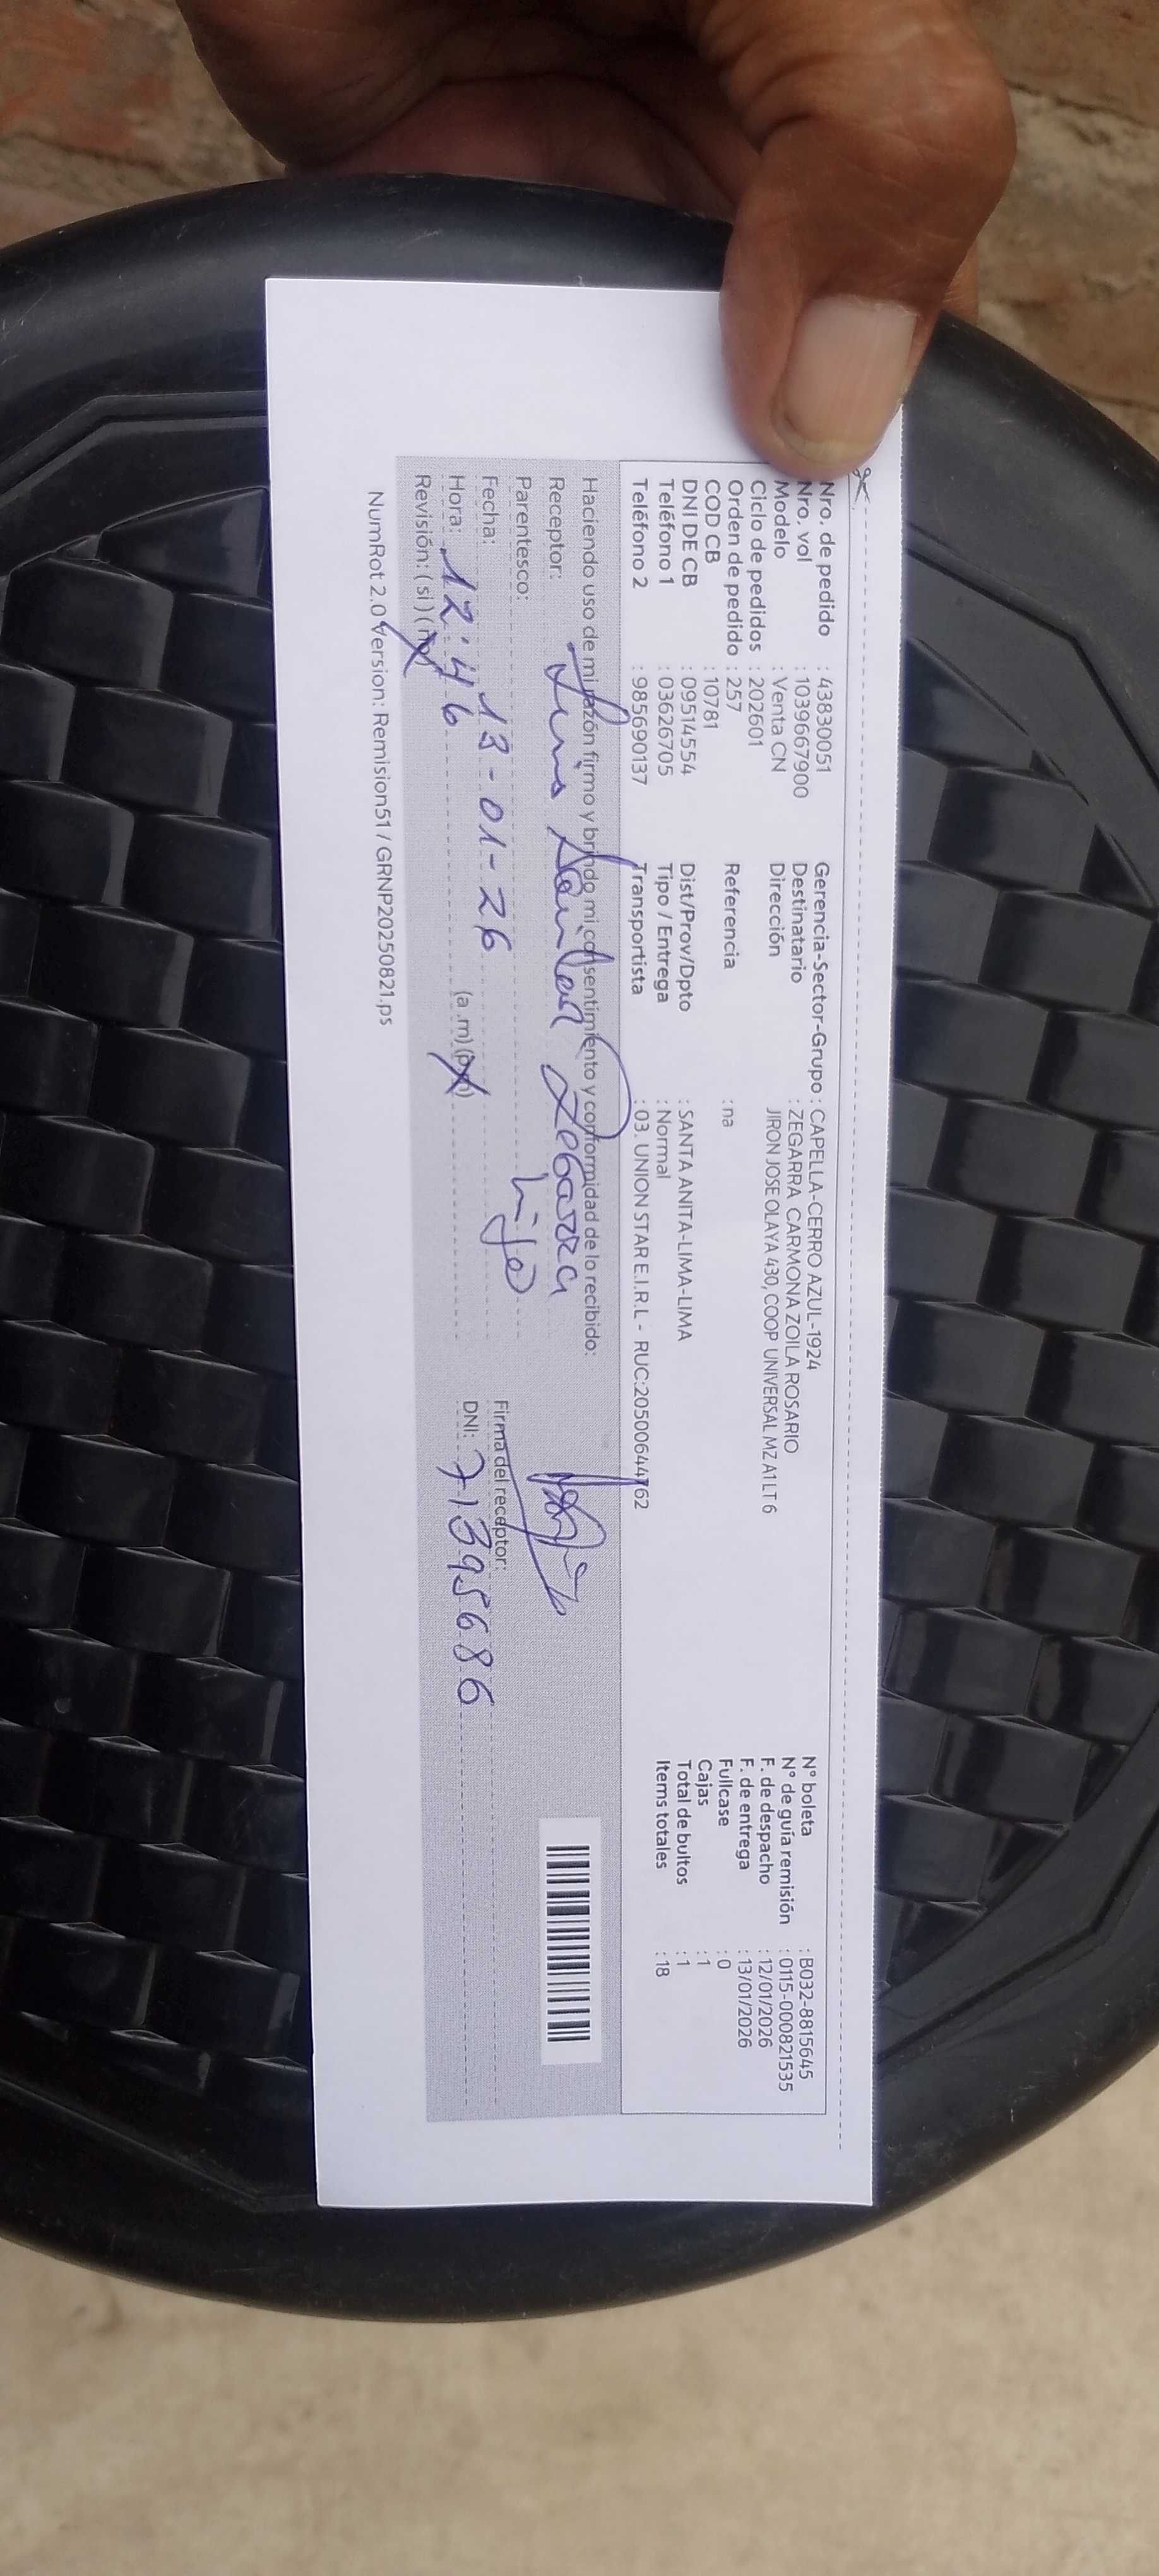 Nro. de pedido : 43830051
Nro. vol : 1039667900
Modelo : Venta CN
Ciclo de pedidos : 202601
Orden de pedido : 257
COD CB : 10781
DNI DE CB : 09514554
Teléfono 1 : 03626705
Teléfono 2 : 985690137
Gerencia-Sector-Grupo : CAPELLA-CERRO AZUL-1924
Destinatario : ZEGARRA CARMONA ZOILA ROSARIO
Dirección JIRON JOSE OLAYA 430, COOP UNIVERSAL MZ A1 LT 6
Referencia : na
Dist/Prov/Dpto : SANTA ANITA-LIMA-LIMA
Tipo / Entrega : Normal
Transportista : 03. UNION STAR E.I.R.L - RUC:20500644762
N° boleta : B032-8815645
N° de guía remisión : 0115-000821535
F. de despacho : 12/01/2026
F. de entrega : 13/01/2026
Fullcase : 0
Cajas : 1
Total de bultos : 1
Items totales : 18
Haciendo uso de mi razón firmo y brindo mi consentimiento y conformidad de lo recibido:
Receptor: Luis Zegarra
Parentesco: hijo
Fecha: 13-01-26
Hora: 12:46 (a.m) (p.m)
Revisión: ( si ) ( no )
Firma del receptor:
DNI: 71395686
NumRot 2.0 Version: Remision51 / GRNP20250821.ps